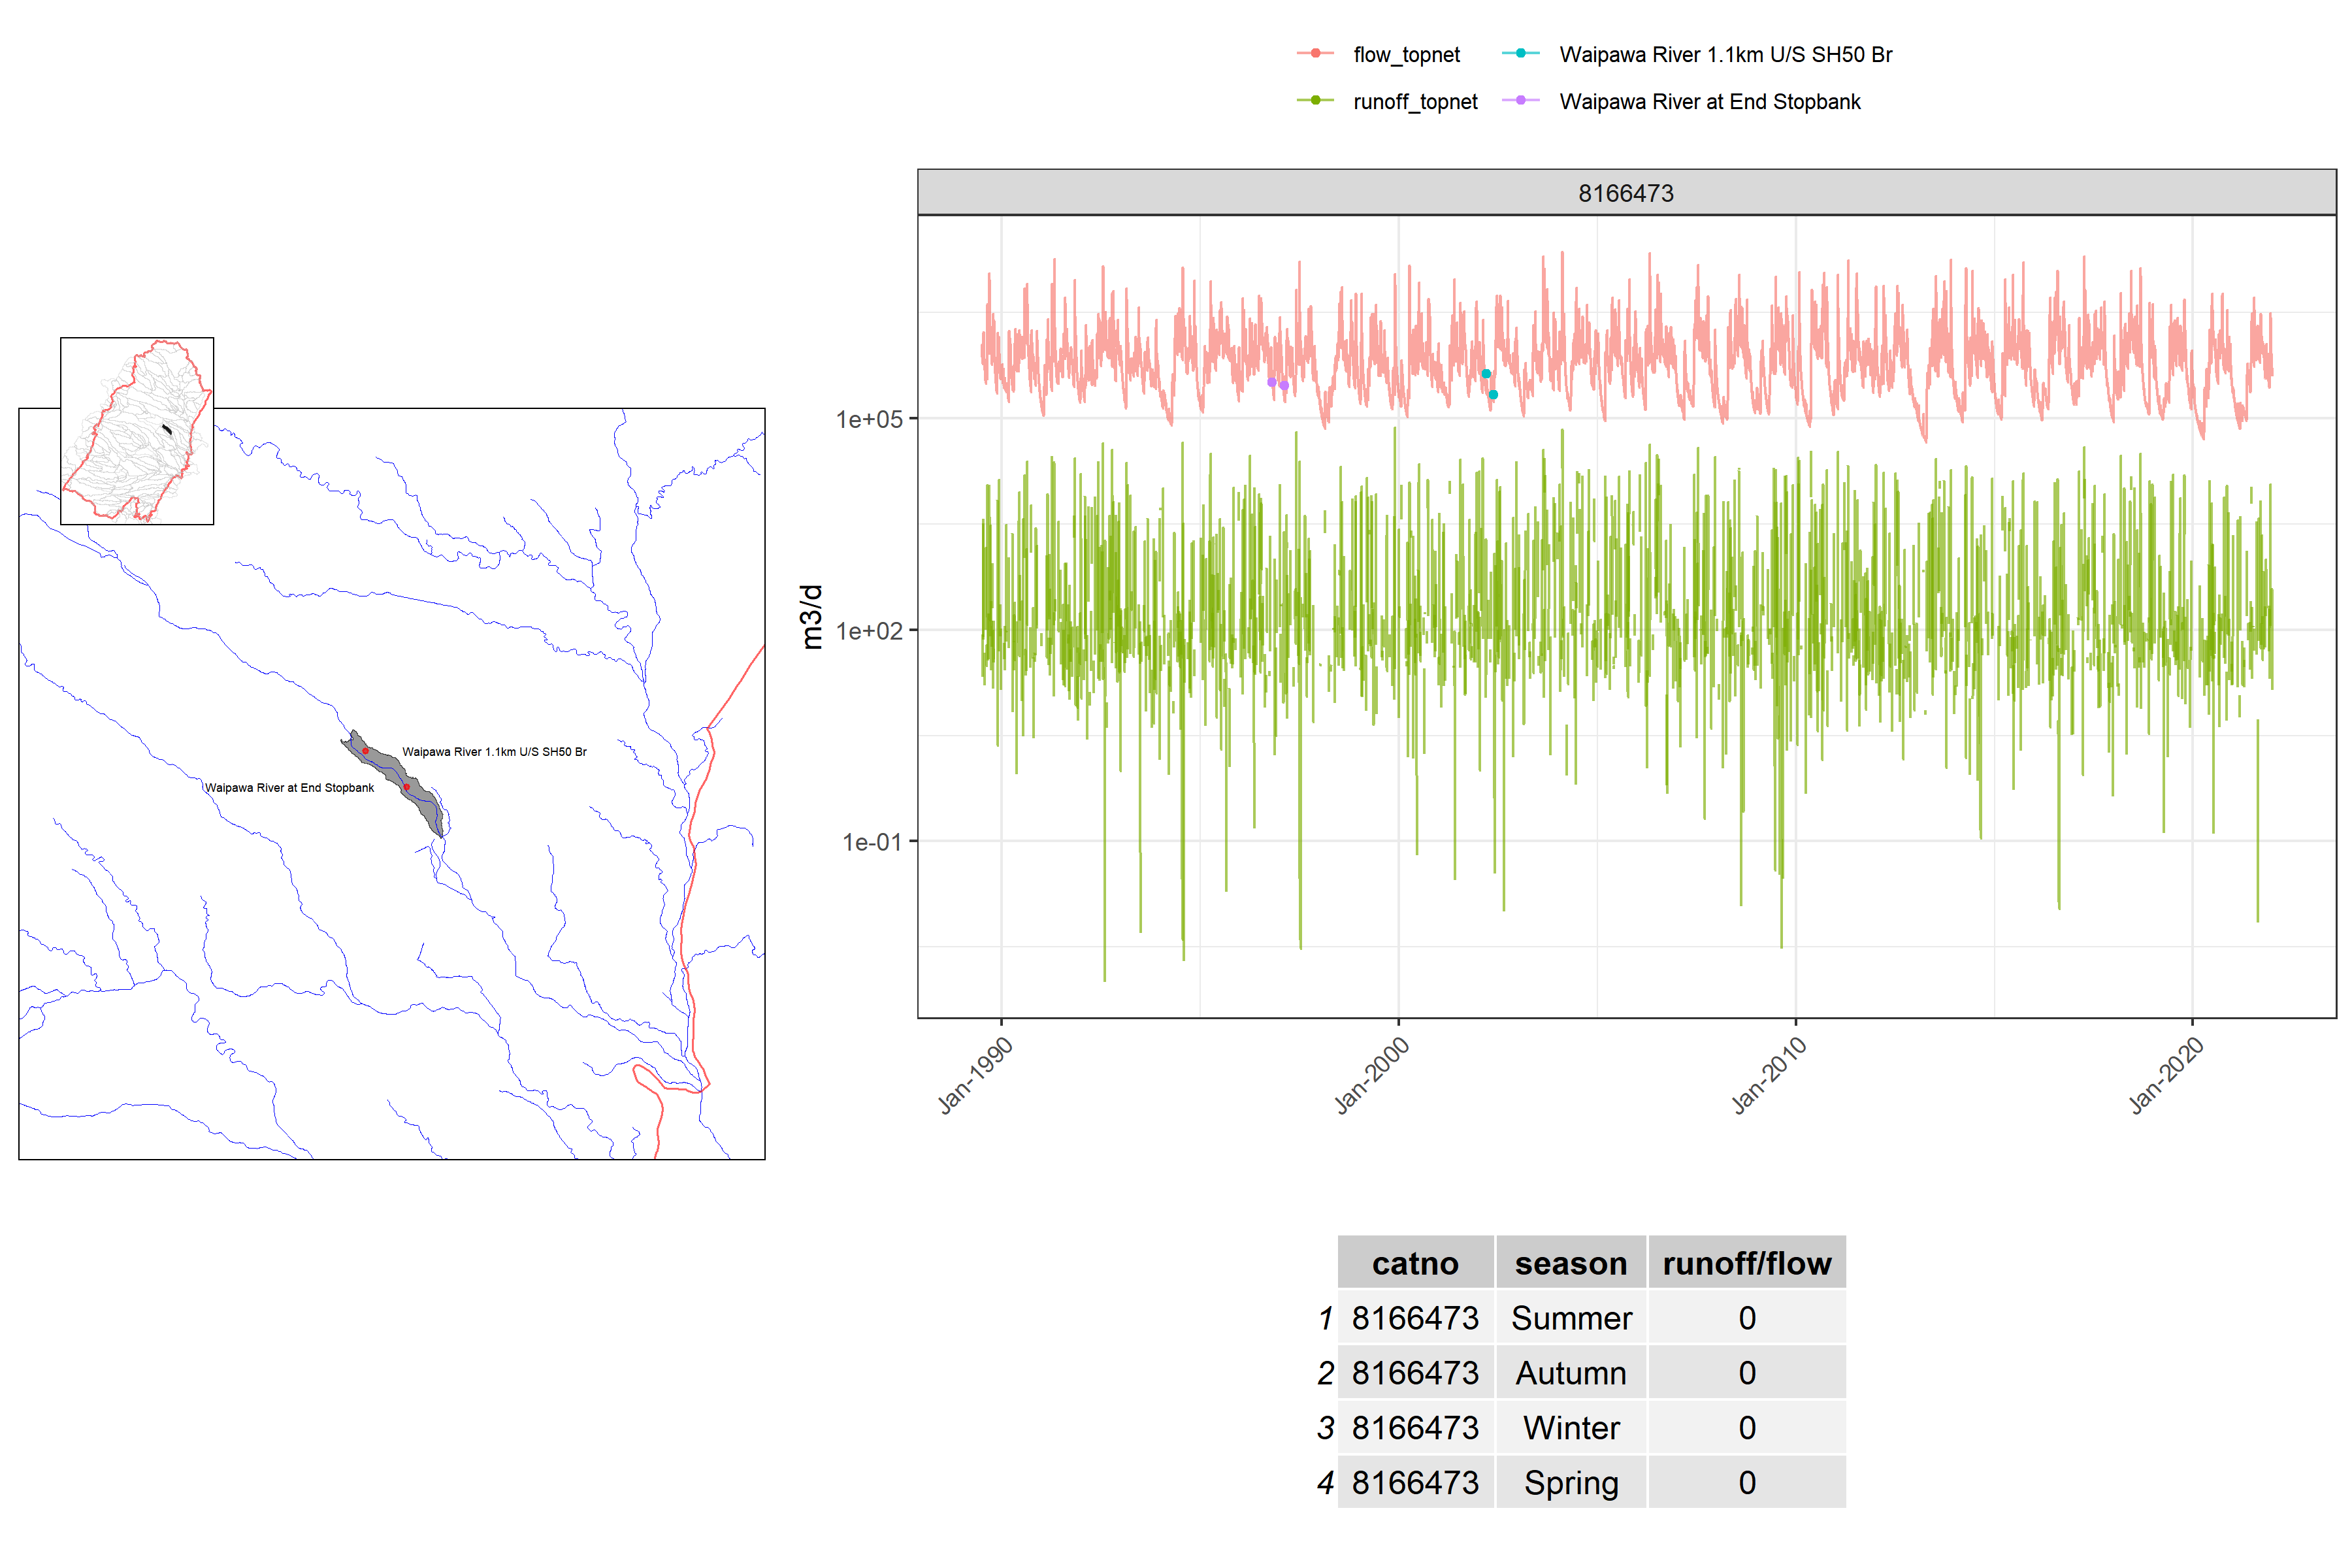 flow_topnet
Waipawa River 1.1km U/S SH50 Br
runoff_topnet
Waipawa River at End Stopbank
8166473
m3/d
1e+05
1e+02
1e-01
Jan-1990
Jan-2000
Jan-2010
Jan-2020
Waipawa River 1.1km U/S SH50 Br
Waipawa River at End Stopbank
catno season runoff/flow
1 8166473 Summer 0
2 8166473 Autumn 0
3 8166473 Winter 0
4 8166473 Spring 0